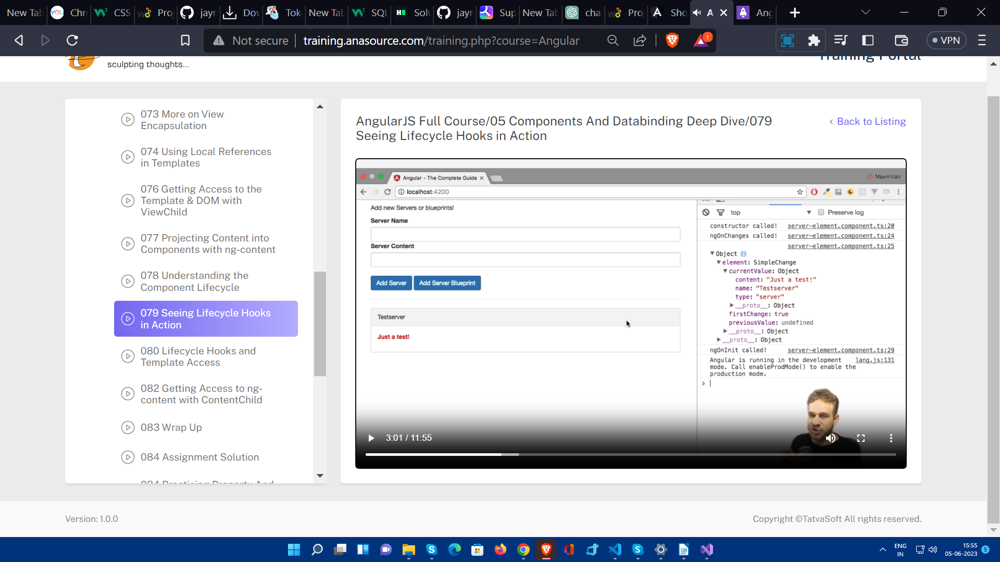 New Tab
Chr
CSS
Proj
jayr
Dov
Tok
New Tab
SQL
Sol
jayr
Sup
New Tab
cha
Proj
Sho
A
Ang
Not secure
training.anasource.com/training.php?course=Angular
1
VPN
sculpting thoughts...
Training Portal
073 More on View
Encapsulation
074 Using Local References
in Templates
076 Getting Access to the
Template & DOM with
ViewChild
077 Projecting Content into
Components with ng-content
078 Understanding the
Component Lifecycle
079 Seeing Lifecycle Hooks
in Action
080 Lifecycle Hooks and
Template Access
082 Getting Access to ng-
content with ContentChild
083 Wrap Up
084 Assignment Solution
084 Practicing Property And
AngularJS Full Course/05 Components And Databinding Deep Dive/079
Seeing Lifecycle Hooks in Action
‹ Back to Listing
Angular - The Complete Guide
Maximilian
localhost:4200
Add new Servers or blueprints!
Server Name
Server Content
Add Server
Add Server Blueprint
Testserver
Just a test!
top
Preserve log
constructor called! server-element.component.ts:20
ngOnChanges called! server-element.component.ts:24
server-element.component.ts:25
Object
element: SimpleChange
currentValue: Object
content: "Just a test!"
name: "Testserver"
type: "server"
__proto__: Object
firstChange: true
previousValue: undefined
__proto__: Object
__proto__: Object
ngOnInit called! server-element.component.ts:29
Angular is running in the development lang.js:131
mode. Call enableProdMode() to enable the
production mode.
3:01 / 11:55
Version: 1.0.0
Copyright ©TatvaSoft All rights reserved.
ENG
IN
15:55
05-06-2023
5